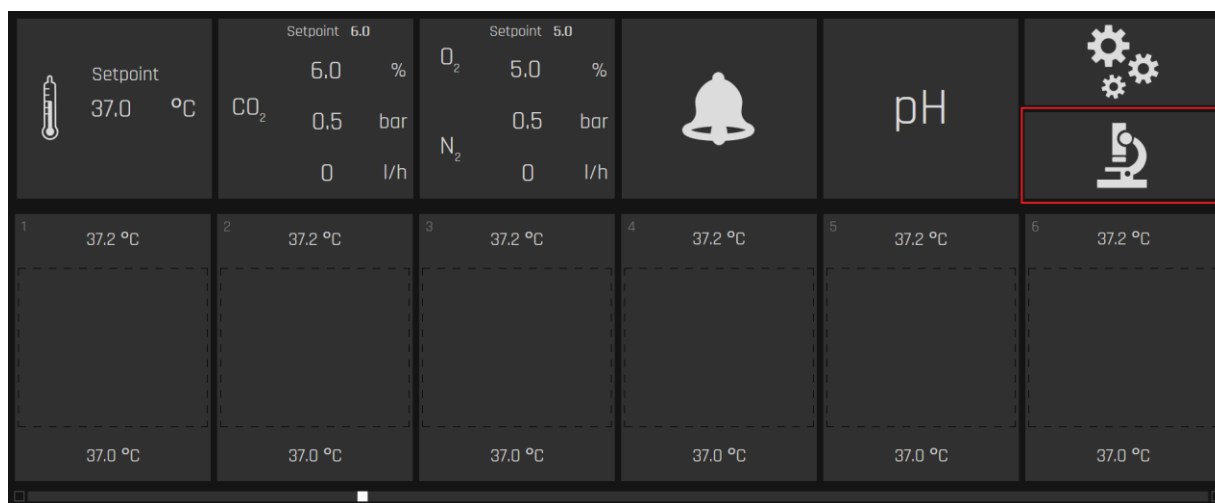 Setpoint
37.0 °C
Setpoint 6.0
6.0 %
CO₂ 0.5 bar
0 l/h
Setpoint 5.0
O₂ 5.0 %
0.5 bar
N₂
0 l/h
pH
1 37.2 °C
2 37.2 °C
3 37.2 °C
4 37.2 °C
5 37.2 °C
6 37.2 °C
37.0 °C
37.0 °C
37.0 °C
37.0 °C
37.0 °C
37.0 °C